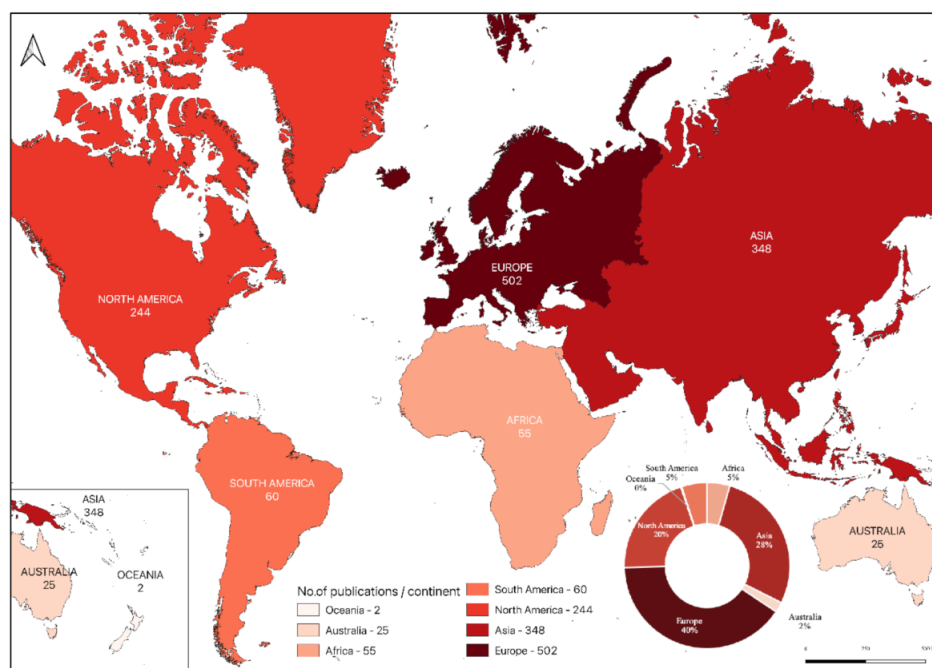 NORTH AMERICA
244
EUROPE
502
ASIA
348
AFRICA
55
SOUTH AMERICA
60
ASIA
348
AUSTRALIA
25
OCEANIA
2
AUSTRALIA
25
No.of publications / continent
Oceania - 2
Australia - 25
Africa - 55
South America - 60
North America - 244
Asia - 348
Europe - 502
South America
5%
Africa
5%
Oceania
0%
North America
20%
Asia
28%
Australia
2%
Europe
40%